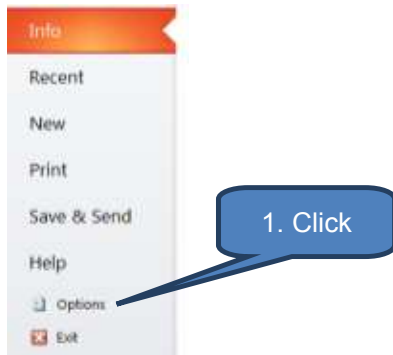 Info
Recent
New
Print
Save & Send
1. Click
Help
Options
Exit